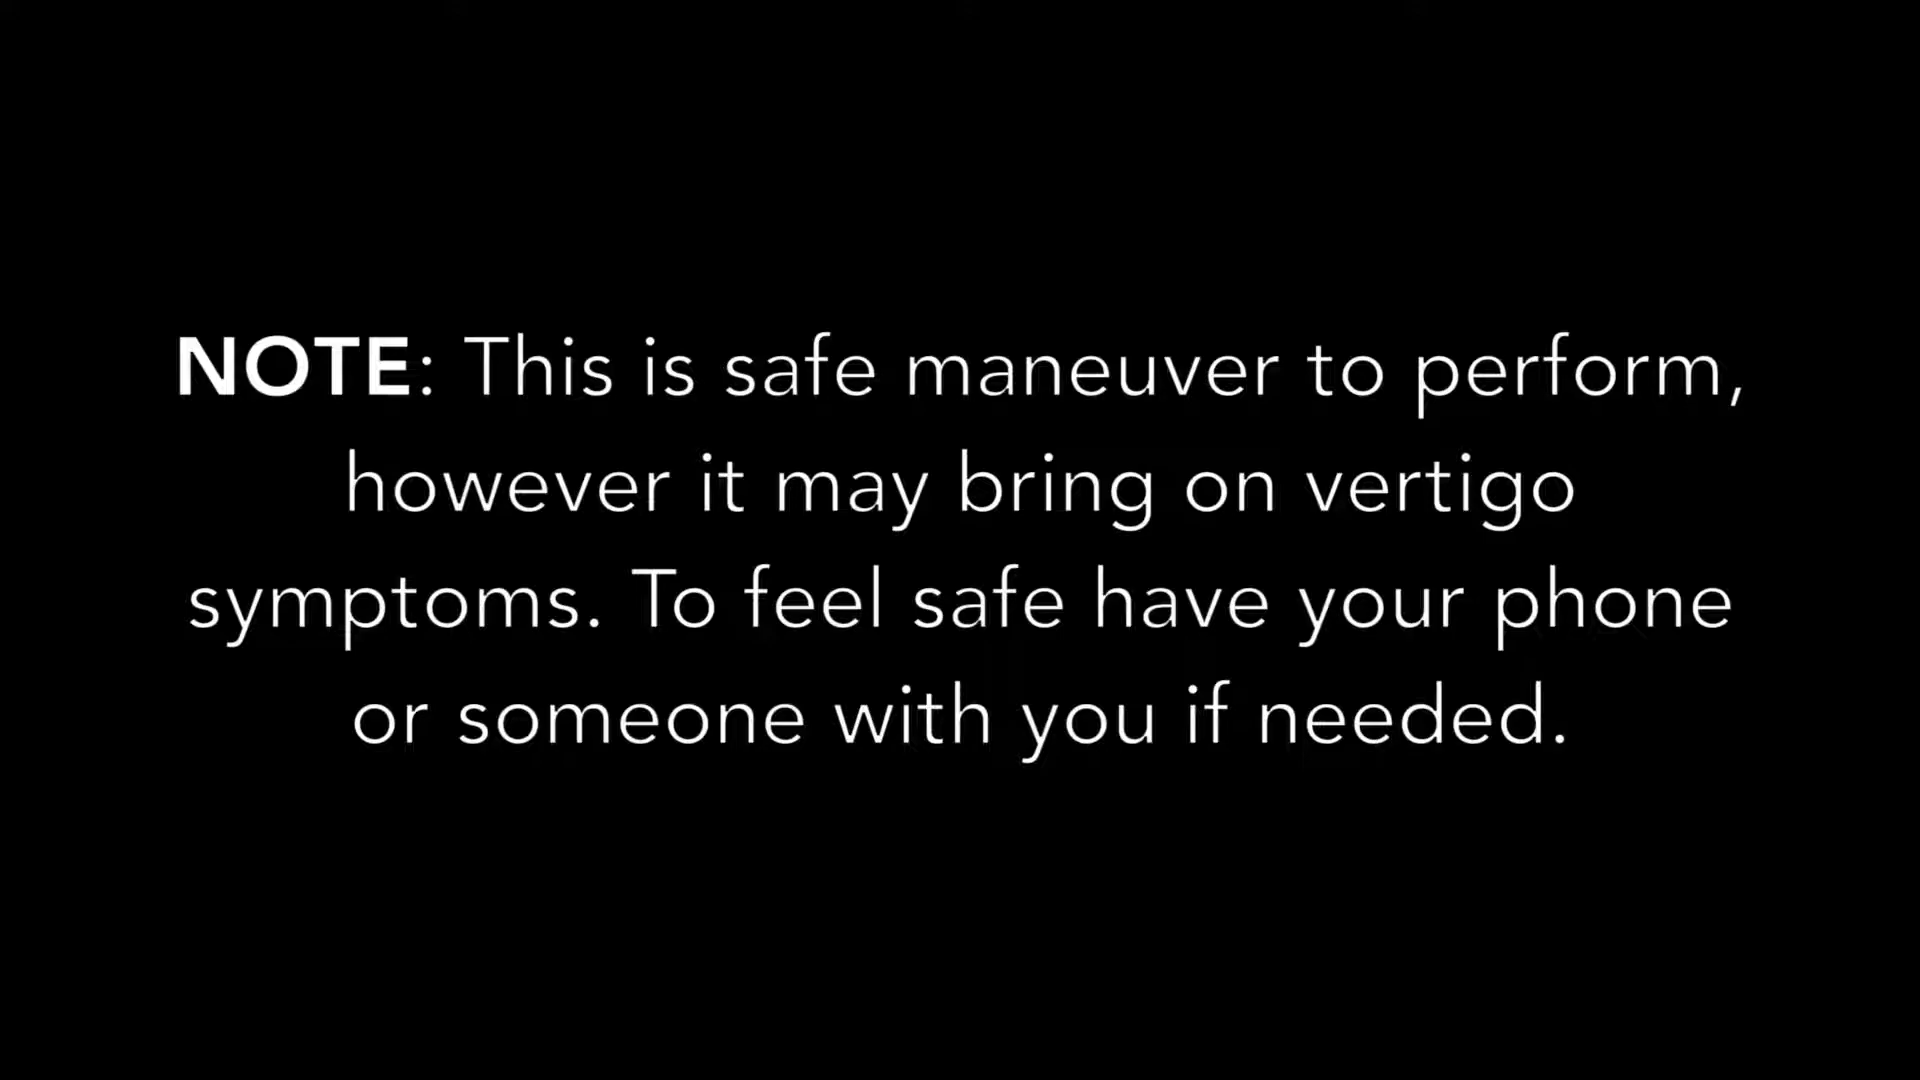 NOTE: This is safe maneuver to perform,
however it may bring on vertigo
symptoms. To feel safe have your phone
or someone with you if needed.